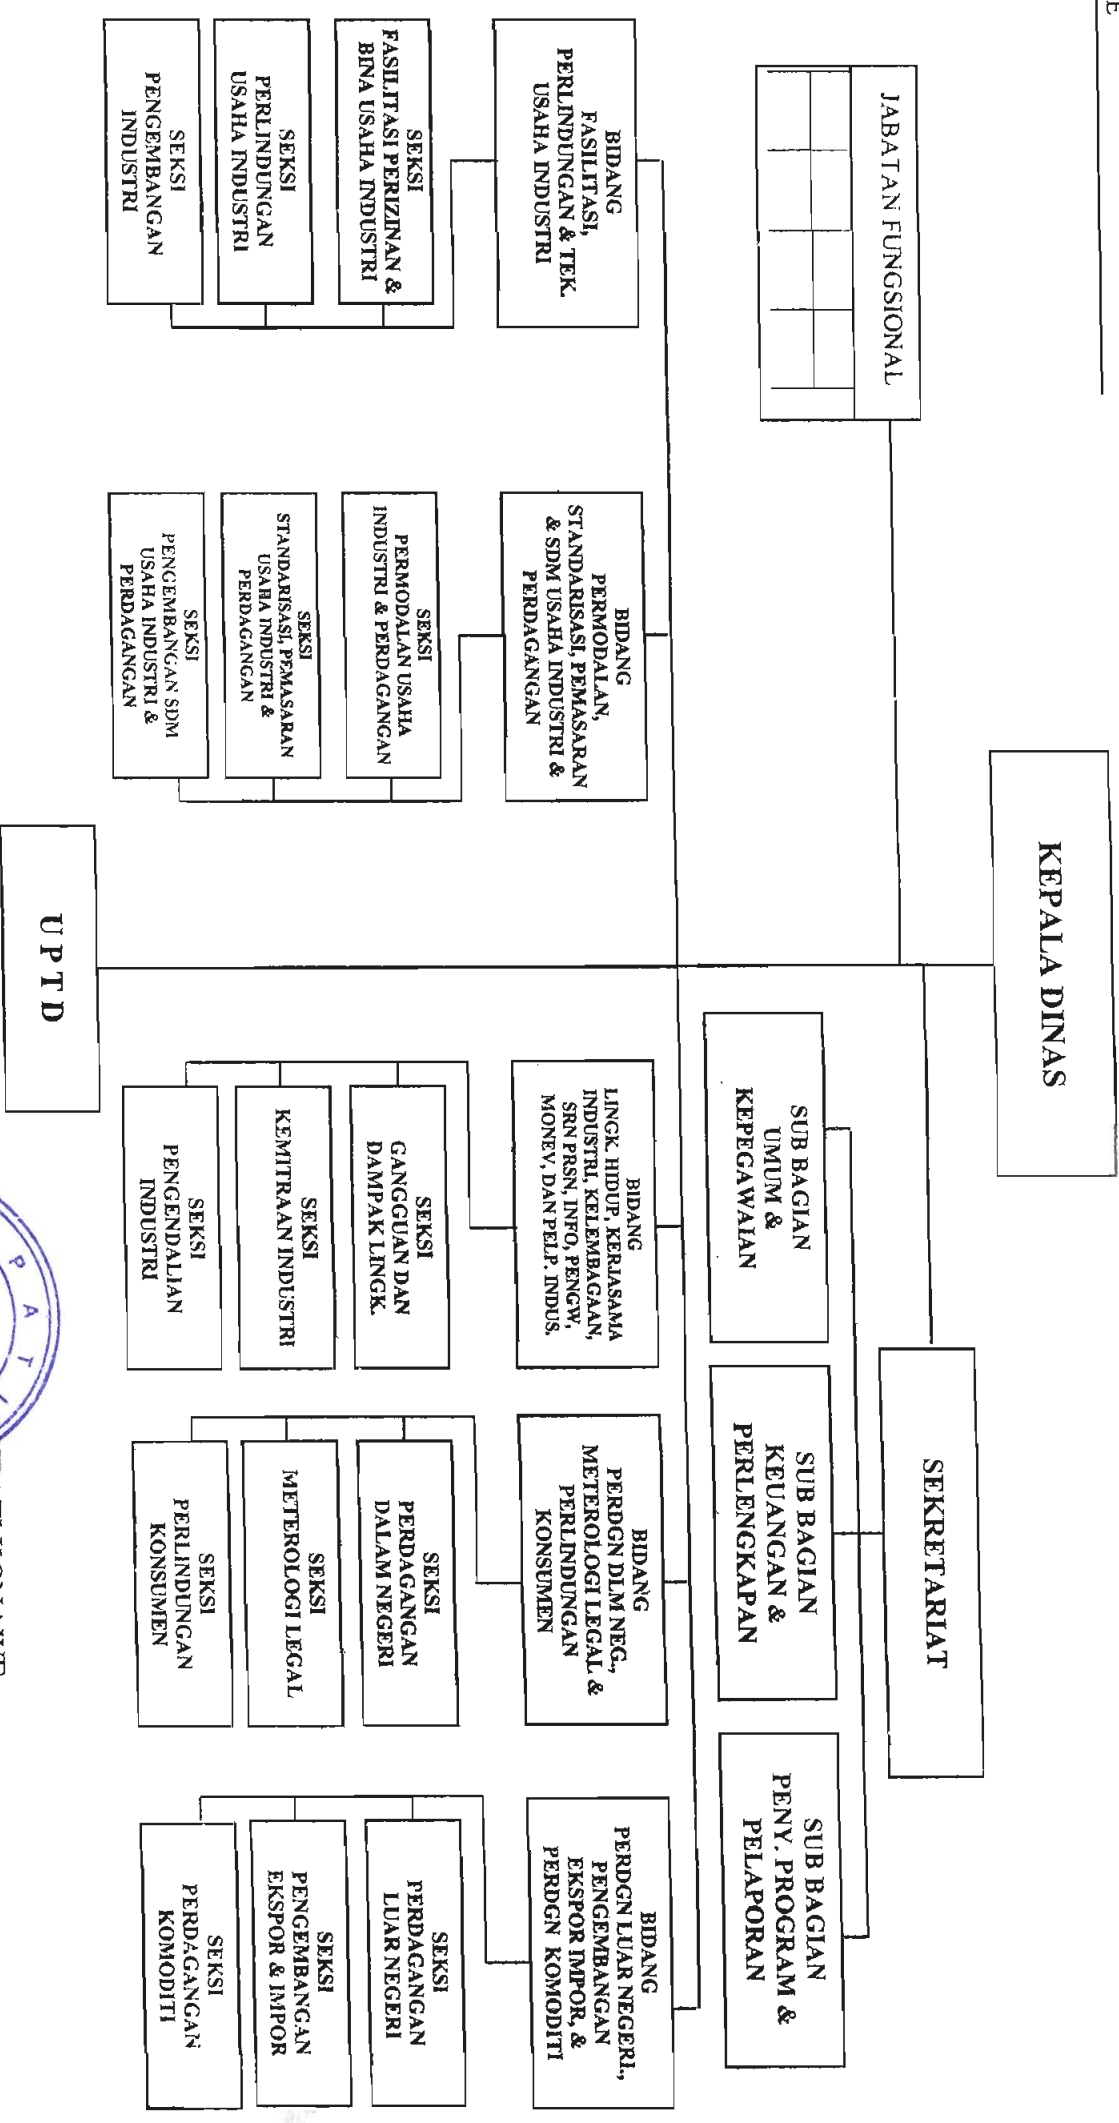 KEPALA DINAS
JABATAN FUNGSIONAL
SEKRETARIAT
SUB BAGIAN
UMUM &
KEPEGAWAIAN
SUB BAGIAN
KEUANGAN &
PERLENGKAPAN
SUB BAGIAN
PENY. PROGRAM &
PELAPORAN
BIDANG
FASILITASI,
PERLINDUNGAN & TEK.
USAHA INDUSTRI
SEKSI
FASILITASI PERIZINAN &
BINA USAHA INDUSTRI
SEKSI
PERLINDUNGAN
USAHA INDUSTRI
SEKSI
PENGEMBANGAN
INDUSTRI
BIDANG
PERMODALAN,
STANDARISASI, PEMASARAN
& SDM USAHA INDUSTRI &
PERDAGANGAN
SEKSI
PERMODALAN USAHA
INDUSTRI & PERDAGANGAN
SEKSI
STANDARISASI, PEMASARAN
USAHA INDUSTRI &
PERDAGANGAN
SEKSI
PENGEMBANGAN SDM
USAHA INDUSTRI &
PERDAGANGAN
BIDANG
LINGK. HIDUP, KERJASAMA
INDUSTRI, KELEMBAGAAN,
SRN PRSN, INFO, PENGW,
MONEV, DAN PELP. INDUS.
SEKSI
GANGGUAN DAN
DAMPAK LINGK.
SEKSI
KEMITRAAN INDUSTRI
SEKSI
PENGENDALIAN
INDUSTRI
BIDANG
PERDGN DLM NEG.,
METEROLOGI LEGAL &
PERLINDUNGAN
KONSUMEN
SEKSI
PERDAGANGAN
DALAM NEGERI
SEKSI
METEROLOGI LEGAL
SEKSI
PERLINDUNGAN
KONSUMEN
BIDANG
PERDGN LUAR NEGERI.,
PENGEMBANGAN
EKSPOR IMPOR, &
PERDGN KOMODITI
SEKSI
PERDAGANGAN
LUAR NEGERI
SEKSI
PENGEMBANGAN
EKSPOR & IMPOR
SEKSI
PERDAGANGAN
KOMODITI
U P T D
P A T I